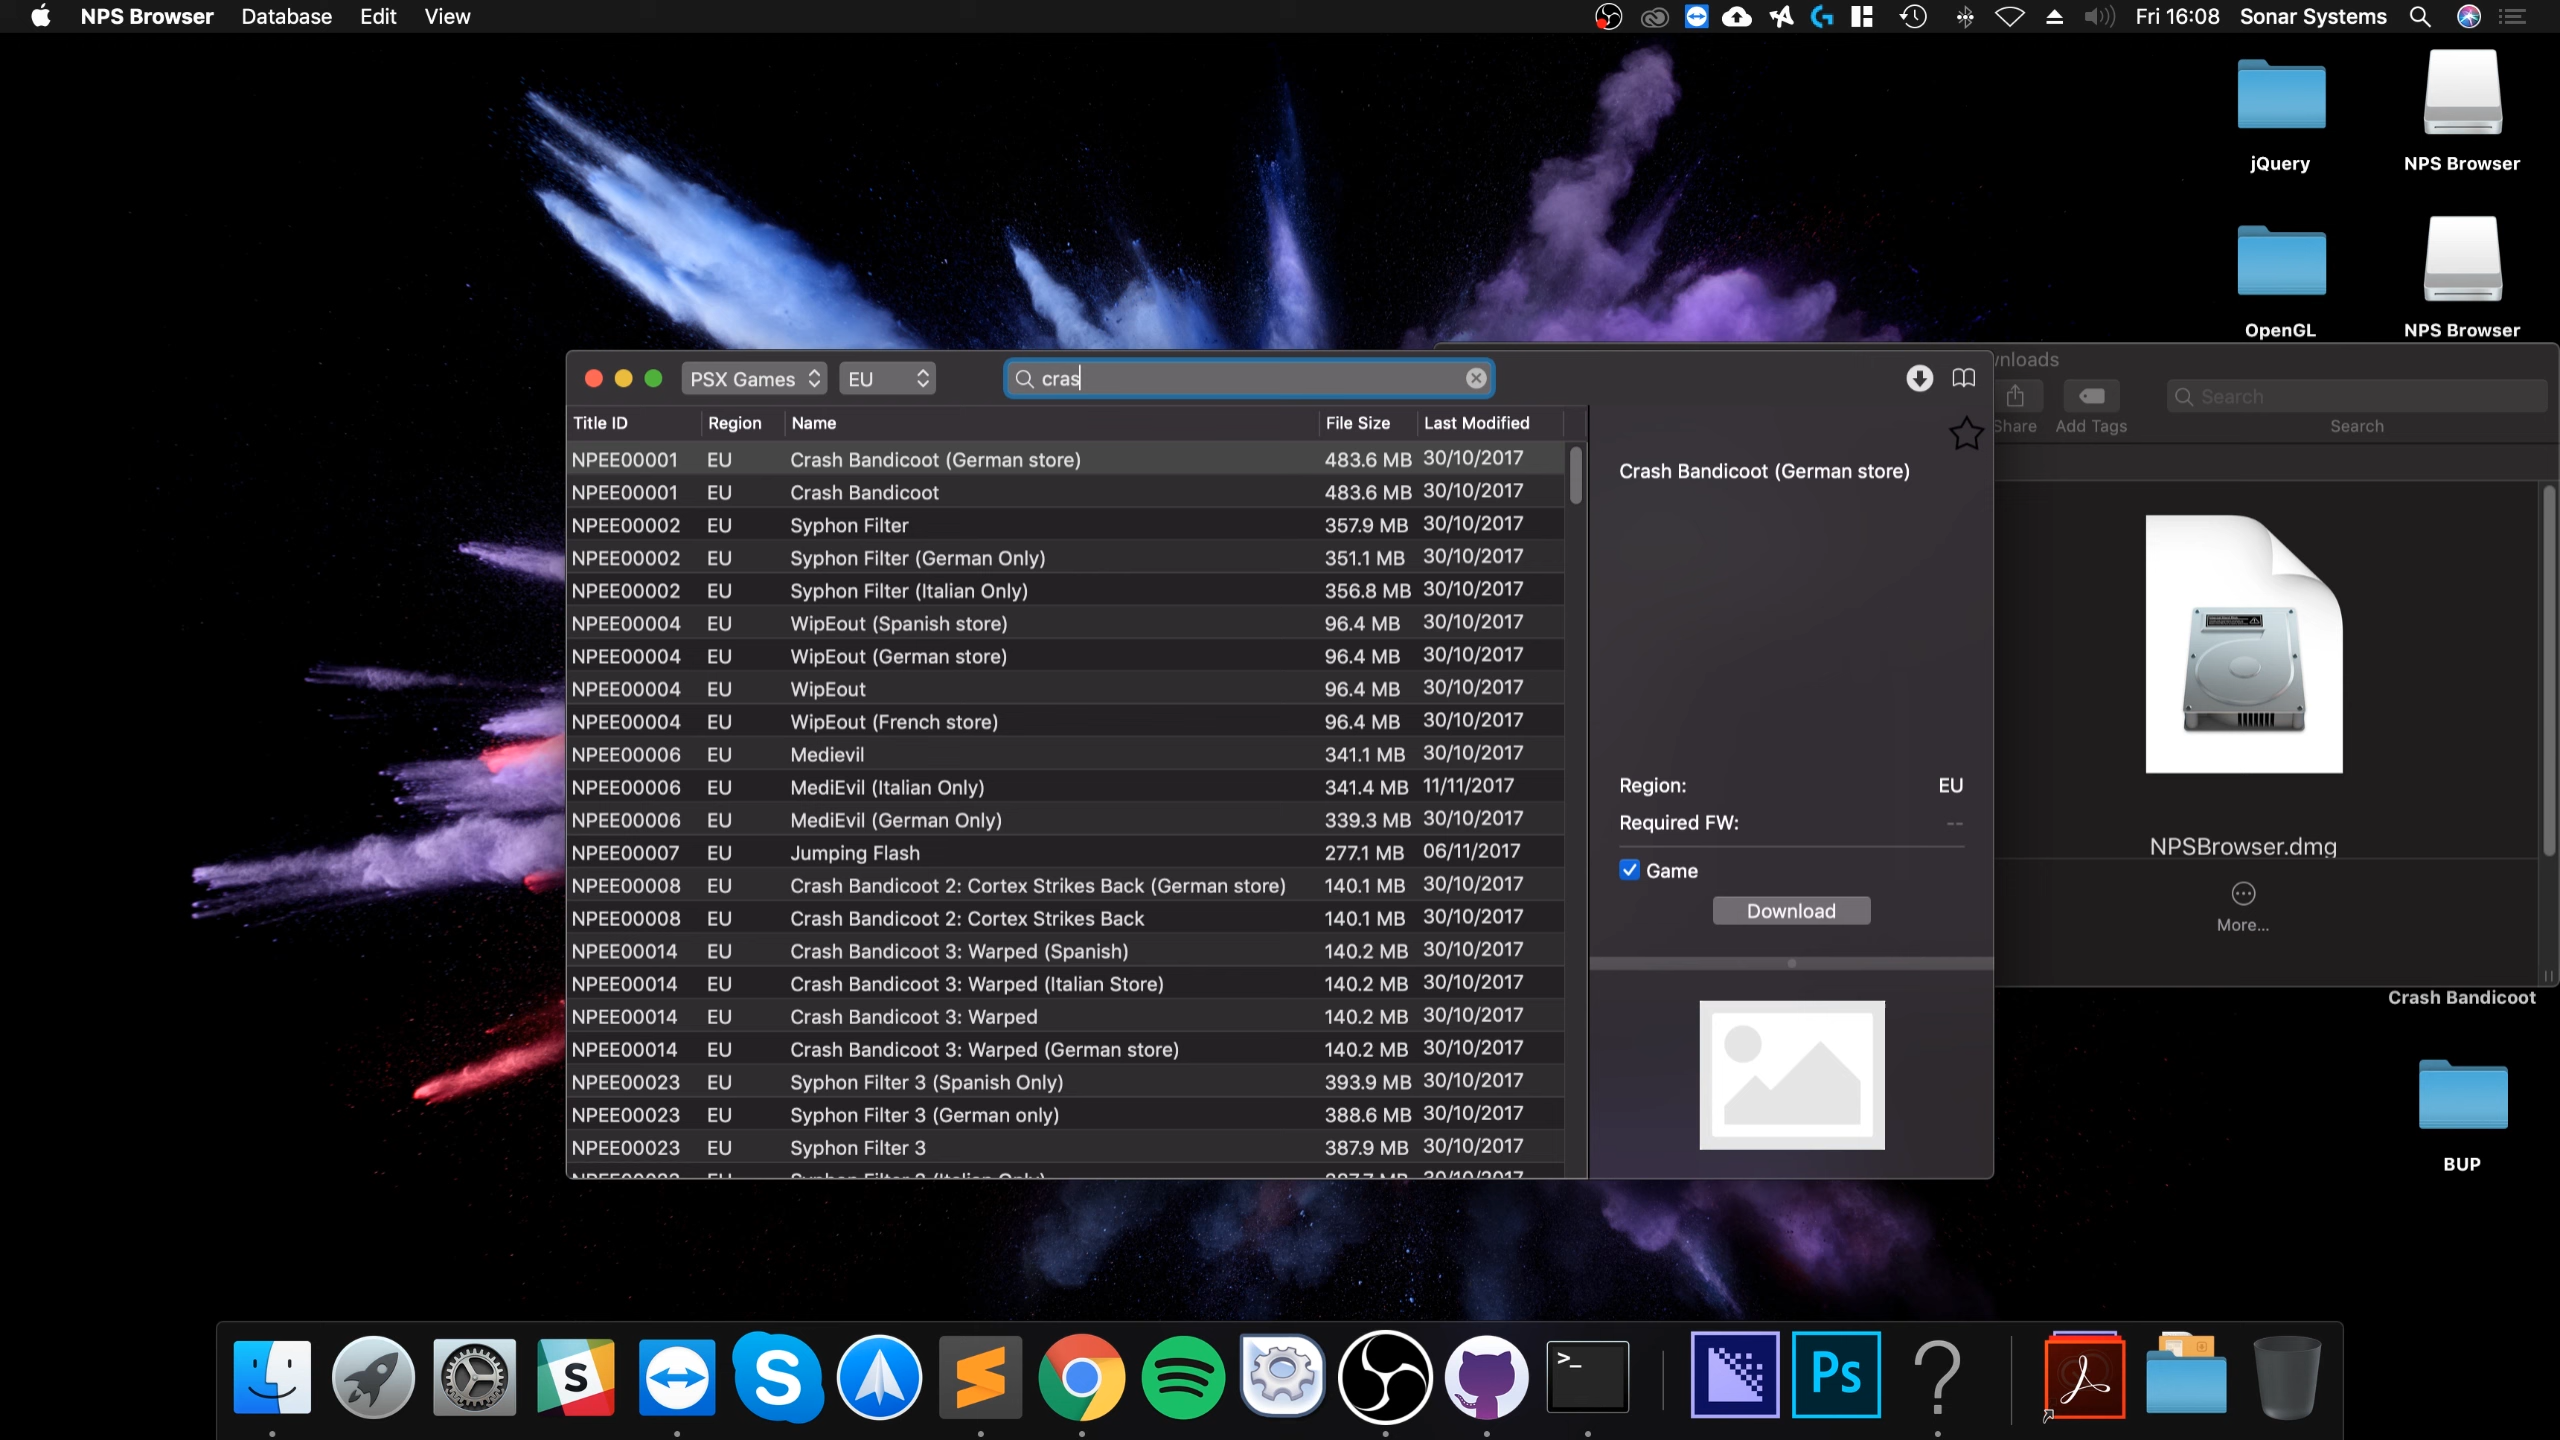 NPS Browser Database Edit View
Fri 16:08 Sonar Systems
jQuery
NPS Browser
OpenGL
NPS Browser
PSX Games EU cras
Title ID Region Name File Size Last Modified
NPEE00001 EU Crash Bandicoot (German store) 483.6 MB 30/10/2017
NPEE00001 EU Crash Bandicoot 483.6 MB 30/10/2017
NPEE00002 EU Syphon Filter 357.9 MB 30/10/2017
NPEE00002 EU Syphon Filter (German Only) 351.1 MB 30/10/2017
NPEE00002 EU Syphon Filter (Italian Only) 356.8 MB 30/10/2017
NPEE00004 EU WipEout (Spanish store) 96.4 MB 30/10/2017
NPEE00004 EU WipEout (German store) 96.4 MB 30/10/2017
NPEE00004 EU WipEout 96.4 MB 30/10/2017
NPEE00004 EU WipEout (French store) 96.4 MB 30/10/2017
NPEE00006 EU Medievil 341.1 MB 30/10/2017
NPEE00006 EU MediEvil (Italian Only) 341.4 MB 11/11/2017
NPEE00006 EU MediEvil (German Only) 339.3 MB 30/10/2017
NPEE00007 EU Jumping Flash 277.1 MB 06/11/2017
NPEE00008 EU Crash Bandicoot 2: Cortex Strikes Back (German store) 140.1 MB 30/10/2017
NPEE00008 EU Crash Bandicoot 2: Cortex Strikes Back 140.1 MB 30/10/2017
NPEE00014 EU Crash Bandicoot 3: Warped (Spanish) 140.2 MB 30/10/2017
NPEE00014 EU Crash Bandicoot 3: Warped (Italian Store) 140.2 MB 30/10/2017
NPEE00014 EU Crash Bandicoot 3: Warped 140.2 MB 30/10/2017
NPEE00014 EU Crash Bandicoot 3: Warped (German store) 140.2 MB 30/10/2017
NPEE00023 EU Syphon Filter 3 (Spanish Only) 393.9 MB 30/10/2017
NPEE00023 EU Syphon Filter 3 (German only) 388.6 MB 30/10/2017
NPEE00023 EU Syphon Filter 3 387.9 MB 30/10/2017
Crash Bandicoot (German store)
Region: EU
Required FW: --
Game
Download
wnloads
Search
Share Add Tags Search
NPSBrowser.dmg
More...
Crash Bandicoot
BUP
S
S
>_
Ps
?